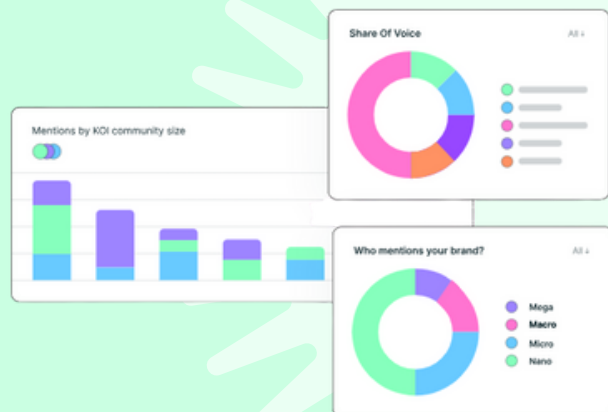 Share Of Voice
All ↓
Mentions by KOI community size
Who mentions your brand?
All ↓
Mega
Macro
Micro
Nano